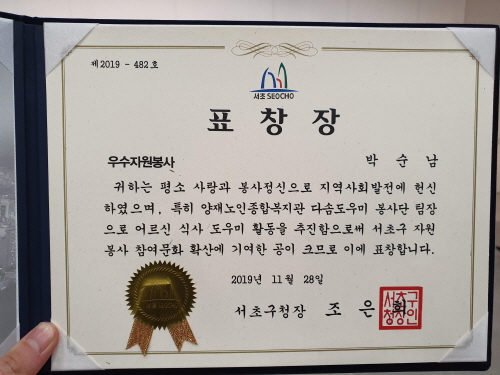 제2019 - 482호
서초 SEOCHO
표 창 장
우수자원봉사 박 순 남
귀하는 평소 사랑과 봉사정신으로 지역사회발전에 헌신
하였으며, 특히 양재노인종합복지관 다솜도우미 봉사단 팀장
으로 어르신 식사 도우미 활동을 추진함으로써 서초구 자원
봉사 참여문화 확산에 기여한 공이 크므로 이에 표창합니다.
2019년 11월 28일
서초구청장 조 은 희
서초구
청장인